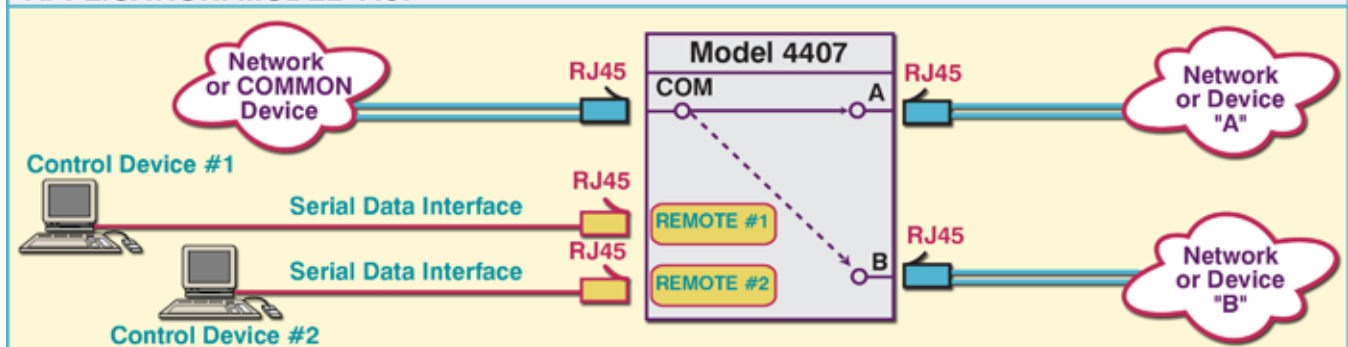 Network
or COMMON
Device
RJ45
Model 4407
COM
A
RJ45
Network
or Device
"A"
Control Device #1
Serial Data Interface
RJ45
REMOTE #1
RJ45
Serial Data Interface
REMOTE #2
B
RJ45
Network
or Device
"B"
Control Device #2